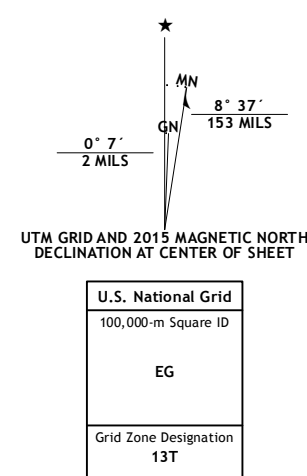 MN
GN
8° 37´
153 MILS
0° 7´
2 MILS
UTM GRID AND 2015 MAGNETIC NORTH
DECLINATION AT CENTER OF SHEET
U.S. National Grid
100,000-m Square ID
EG
Grid Zone Designation
13T